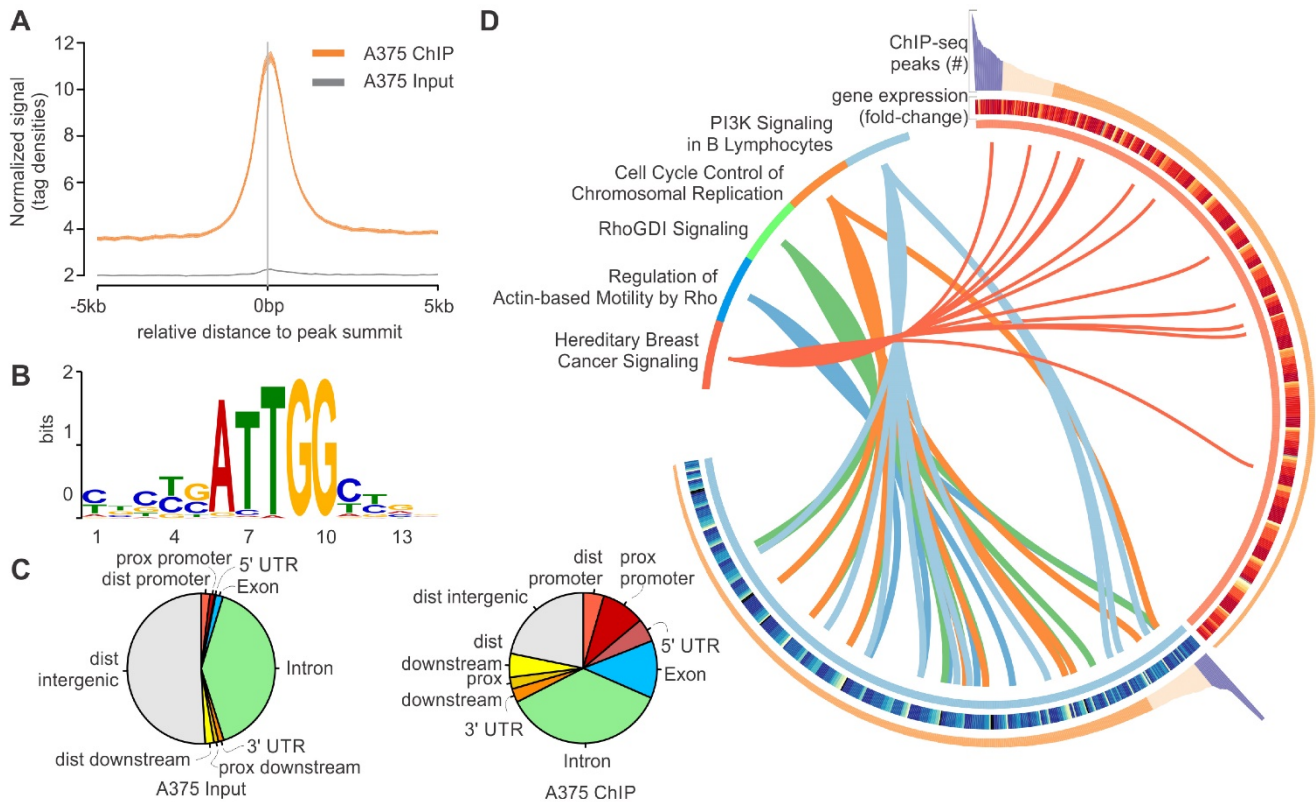 A
12
10
8
6
4
2
Normalized signal
(tag densities)
A375 ChIP
A375 Input
-5kb
00p
5kb
relative distance to peak summit
B
2
1
0
bits
1
4
7
10
13
C
prox promoter
dist promoter
5' UTR
Exon
Intron
dist
intergenic
3' UTR
dist downstream
prox downstream
A375 Input
dist
promoter
prox
promoter
dist intergenic
5' UTR
dist
downstream
prox
downstream
Exon
3' UTR
Intron
A375 ChIP
D
ChIP-seq
peaks (#)
gene expression
(fold-change)
PI3K Signaling
in B Lymphocytes
Cell Cycle Control of
Chromosomal Replication
RhoGDI Signaling
Regulation of
Actin-based Motility by Rho
Hereditary Breast
Cancer Signaling